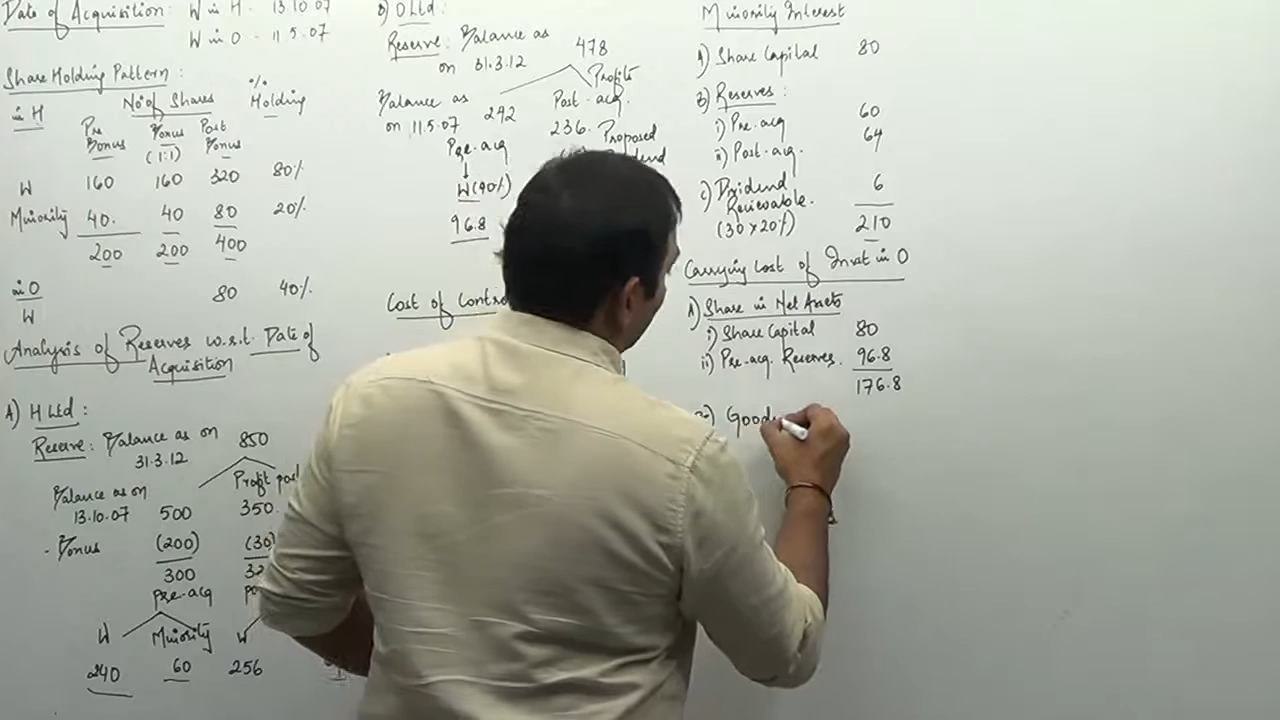 Date of Acquisition: W in H - 13.10.07
W in O - 11.5.07
Share Holding Pattern:
in H No of Shares % Holding
Pre Bonus Bonus (1:1) Post Bonus
W 160 160 320 80%
Minority 40. 40 80 20%
200 200 400
in O 80 40%.
W
Analysis of Reserves w.r.t. Date of
Acquisition
A) H Ltd:
Reserve: Balance as on 850
31.3.12
Balance as on Profit post
13.10.07 500 350.
- Bonus (200) (30)
300
Pre-acq
W Minority W
240 60 256
B) O Ltd:
Reserve: Balance as 478
on 31.3.12
Balance as 242 Post-acq. Profits
on 11.5.07 236. Proposed
Pre-acq
W(40%)
96.8
Cost of
Minority Interest
A) Share Capital 80
B) Reserves:
i) Pre-acq 60
ii) Post-acq. 64
c) Dividend 6
Receivable.
(30 x 20%) 210
Carrying Cost of Invst in O
A) Share in Net Assets
i) Share Capital 80
ii) Pre-acq. Reserves. 96.8
176.8